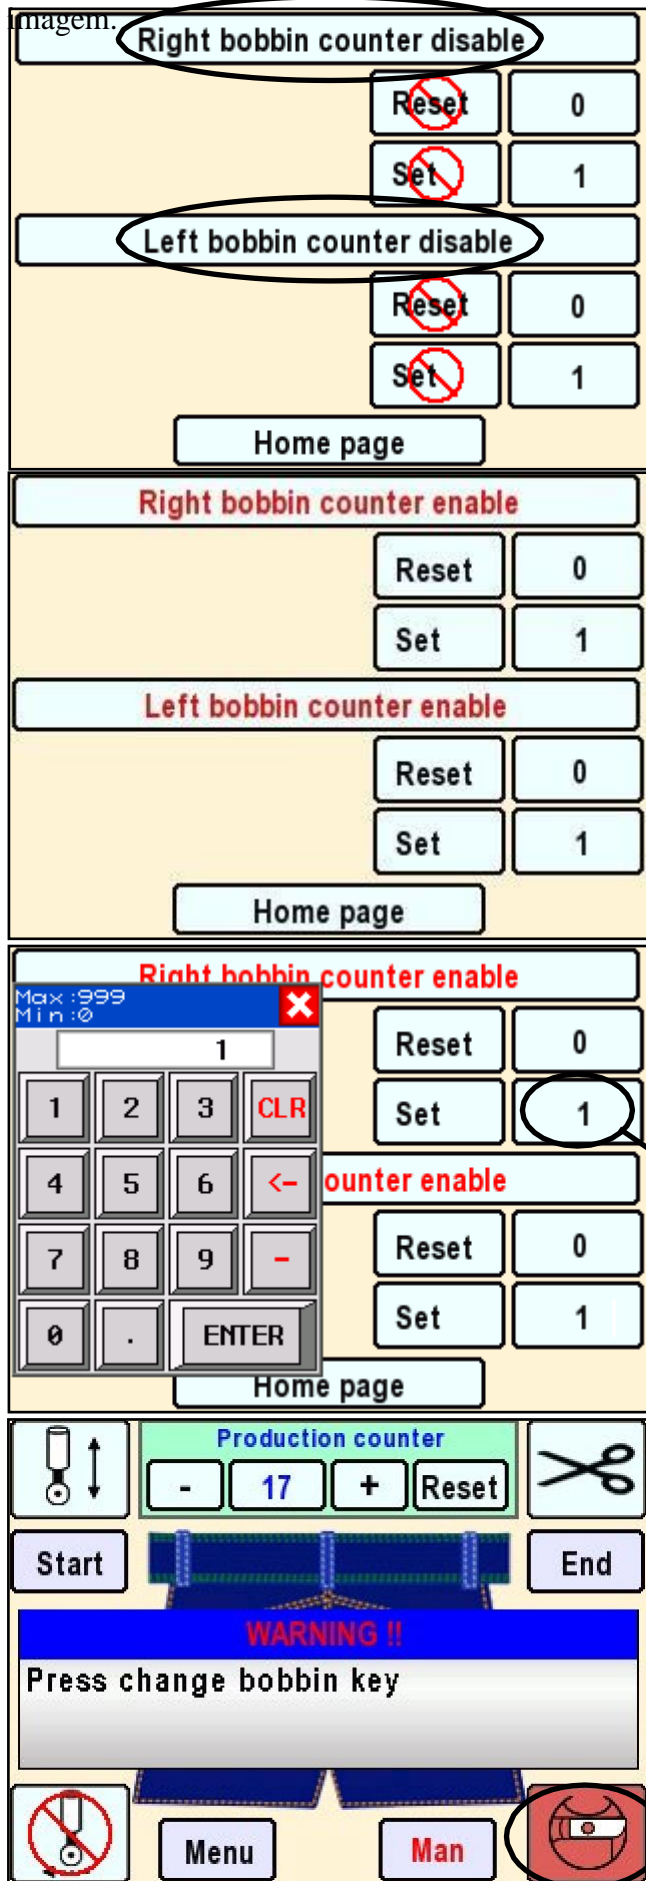 imagem.
Right bobbin counter disable
Reset 0
Set 1
Left bobbin counter disable
Reset 0
Set 1
Home page
Right bobbin counter enable
Reset 0
Set 1
Left bobbin counter enable
Reset 0
Set 1
Home page
Right bobbin counter enable
Max:999
Min:0
1
1 2 3 CLR
4 5 6 <-
7 8 9 -
0 . ENTER
Reset 0
Set 1
ounter enable
Reset 0
Set 1
Home page
Production counter
- 17 + Reset
Start End
WARNING !!
Press change bobbin key
Menu Man